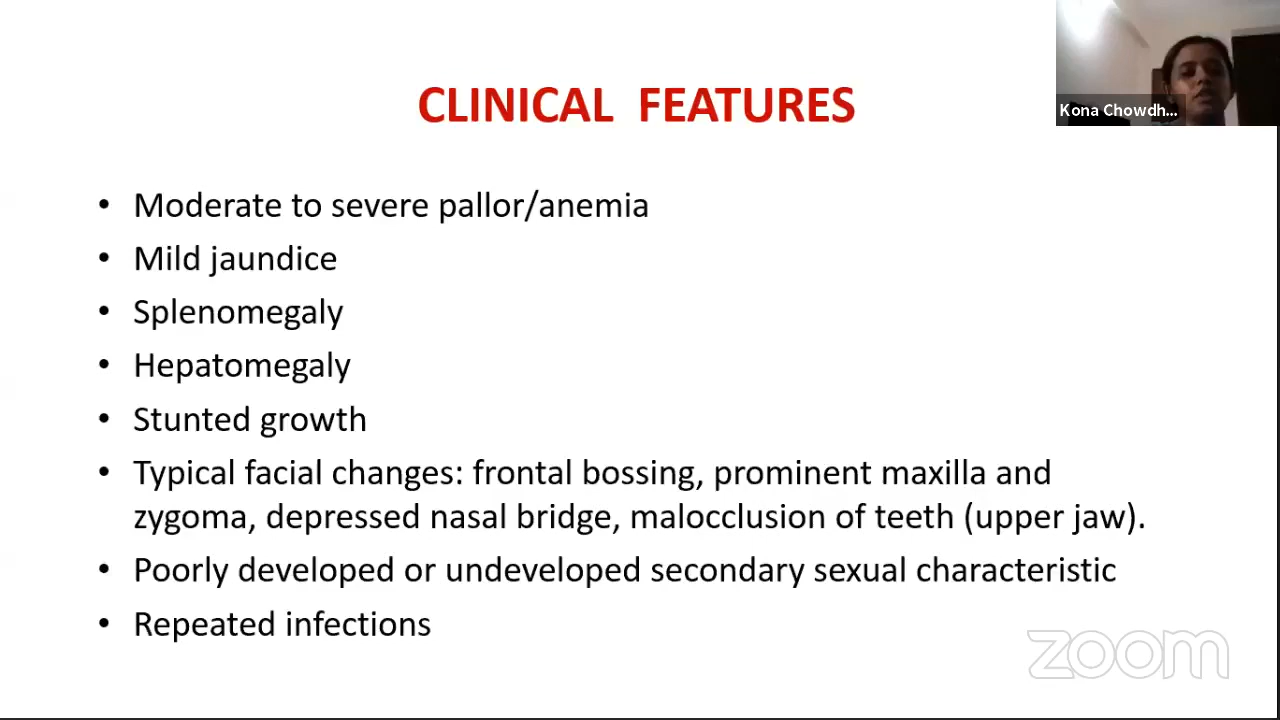 CLINICAL FEATURES
Kona Chowdh...
• Moderate to severe pallor/anemia
• Mild jaundice
• Splenomegaly
• Hepatomegaly
• Stunted growth
• Typical facial changes: frontal bossing, prominent maxilla and
zygoma, depressed nasal bridge, malocclusion of teeth (upper jaw).
• Poorly developed or undeveloped secondary sexual characteristic
• Repeated infections
zoom